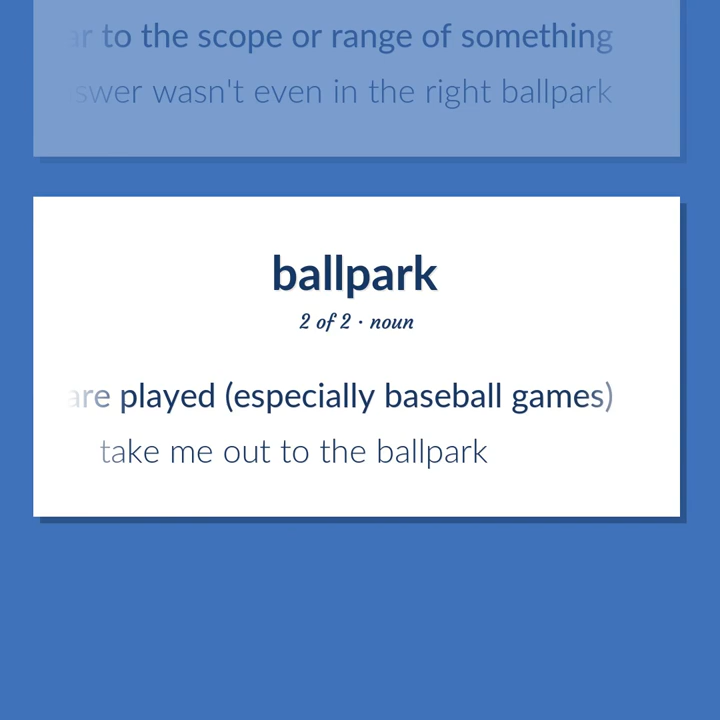 to the scope or range of something
wasn't even in the right ballpark
ballpark
2 of 2 · noun
are played (especially baseball games)
take me out to the ballpark